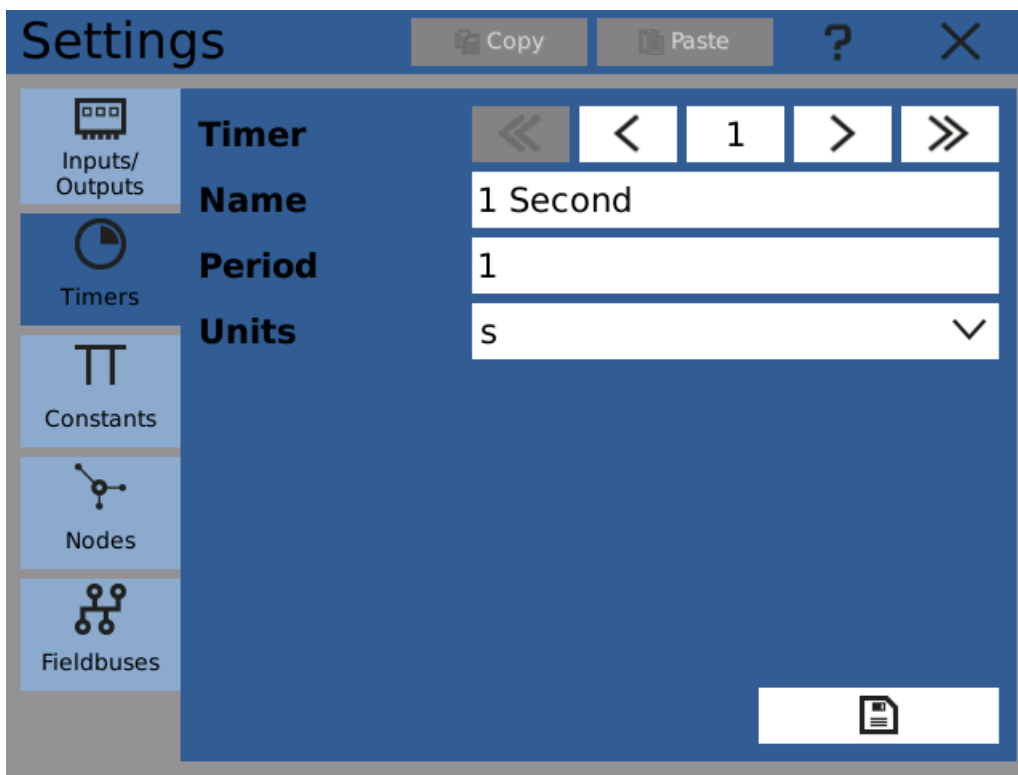 Settings
Copy
Paste
?
Inputs/
Outputs
Timers
Constants
Nodes
Fieldbuses
Timer
1
Name
1 Second
Period
1
Units
s